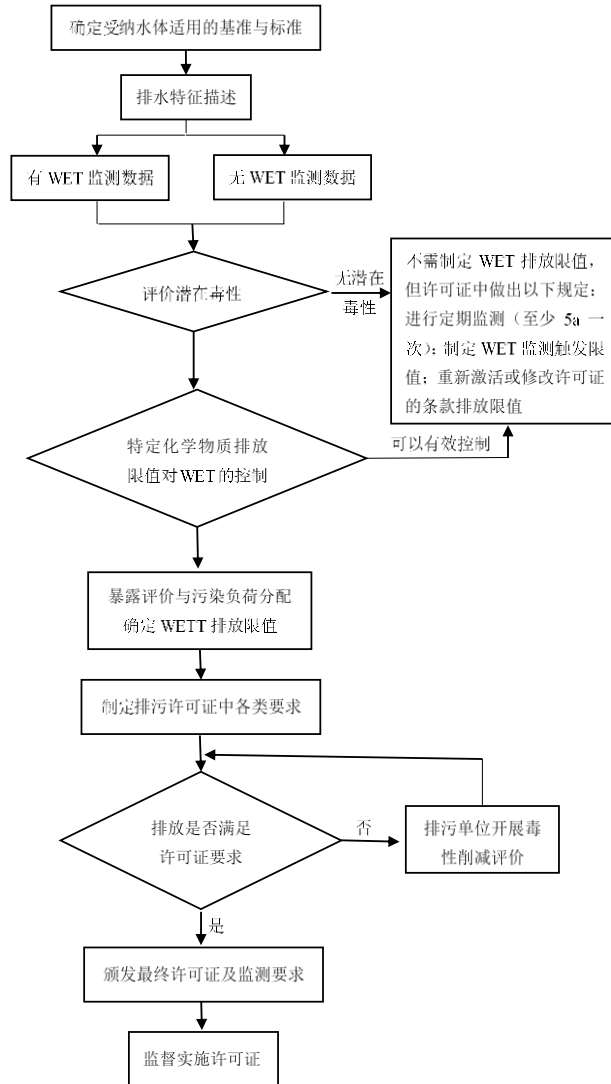 确定受纳水体适用的基准与标准
排水特征描述
有 WET 监测数据
无 WET 监测数据
评价潜在毒性
无潜在
毒性
不需制定 WET 排放限值，
但许可证中做出以下规定：
进行定期监测（至少 5a 一
次）；制定 WET 监测触发限
值；重新激活或修改许可证
的条款排放限值
特定化学物质排放
限值对WET的控制
可以有效控制
暴露评价与污染负荷分配
确定 WETT 排放限值
制定排污许可证中各类要求
排放是否满足
许可证要求
否
排污单位开展毒
性削减评价
是
颁发最终许可证及监测要求
监督实施许可证